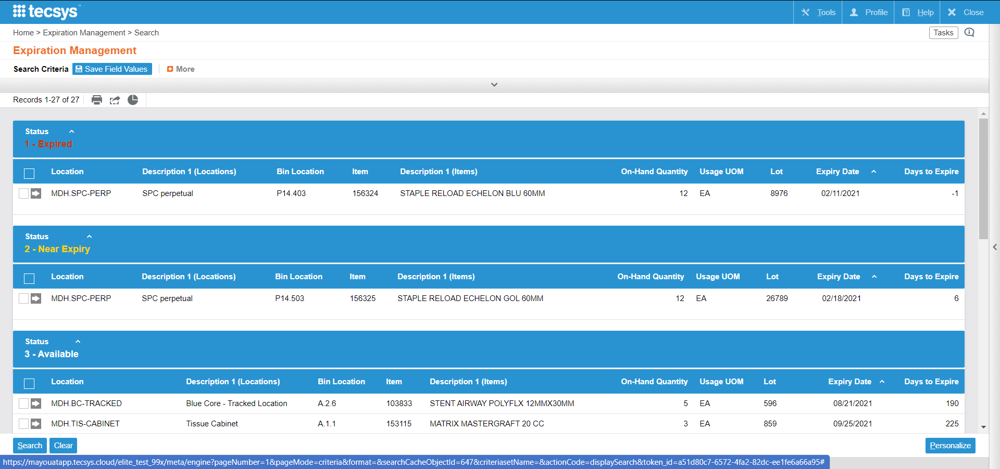 tecsys™
Tools Profile Help Close
Home > Expiration Management > Search Tasks
Expiration Management
Search Criteria Save Field Values More
Records 1-27 of 27
Status
1 - Expired
Location Description 1 (Locations) Bin Location Item Description 1 (Items) On-Hand Quantity Usage UOM Lot Expiry Date Days to Expire
MDH.SPC-PERP SPC perpetual P14.403 156324 STAPLE RELOAD ECHELON BLU 60MM 12 EA 8976 02/11/2021 -1
Status
2 - Near Expiry
Location Description 1 (Locations) Bin Location Item Description 1 (Items) On-Hand Quantity Usage UOM Lot Expiry Date Days to Expire
MDH.SPC-PERP SPC perpetual P14.503 156325 STAPLE RELOAD ECHELON GOL 60MM 12 EA 26789 02/18/2021 6
Status
3 - Available
Location Description 1 (Locations) Bin Location Item Description 1 (Items) On-Hand Quantity Usage UOM Lot Expiry Date Days to Expire
MDH.BC-TRACKED Blue Core - Tracked Location A.2.6 103833 STENT AIRWAY POLYFLX 12MMX30MM 5 EA 596 08/21/2021 190
MDH.TIS-CABINET Tissue Cabinet A.1.1 153115 MATRIX MASTERGRAFT 20 CC 3 EA 859 09/25/2021 225
Search Clear Personalize
https://mayouatapp.tecsys.cloud/elite_test_99x/meta/engine?pageNumber=1&pageMode=criteria&format=&searchCacheObjectId=647&criteriasetName=&actionCode=displaySearch&token_id=a51d80c7-6572-4fa2-82dc-ee1fe6a66a95#